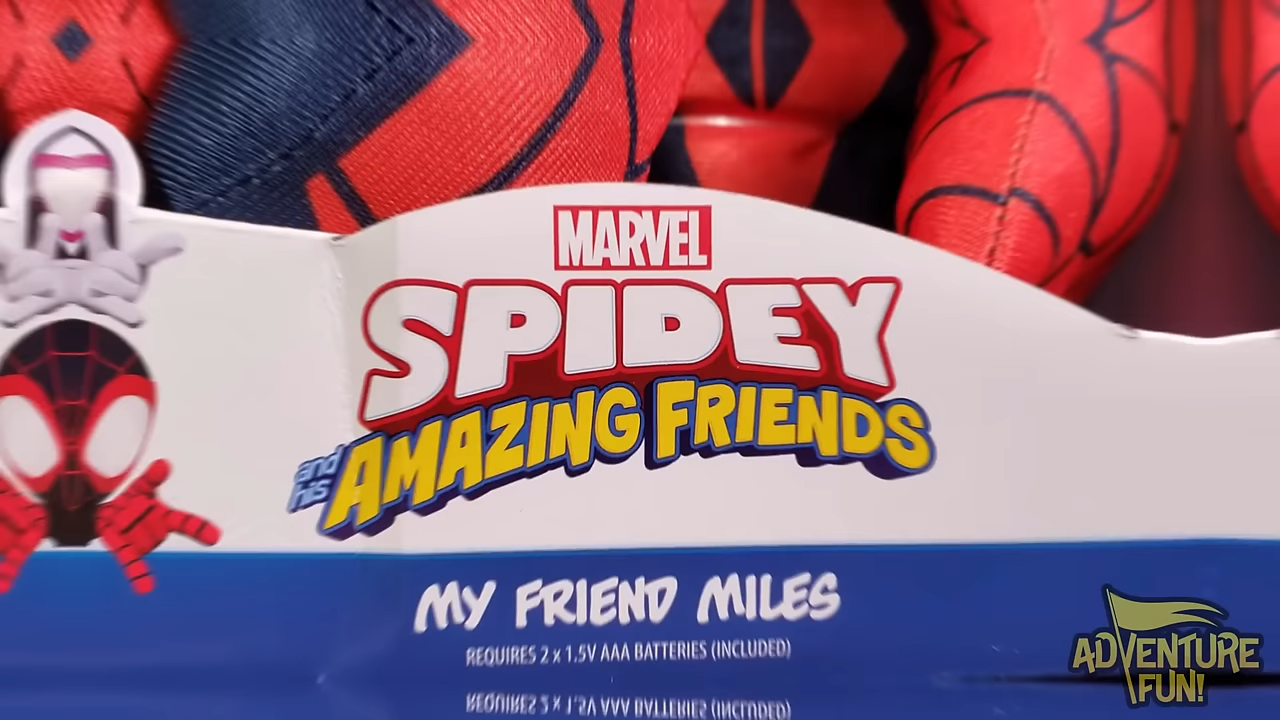 MARVEL
SPIDEY
and his AMAZING FRIENDS
MY FRIEND MILES
REQUIRES 2 x 1.5V AAA BATTERIES (INCLUDED)
ADVENTURE
FUN!